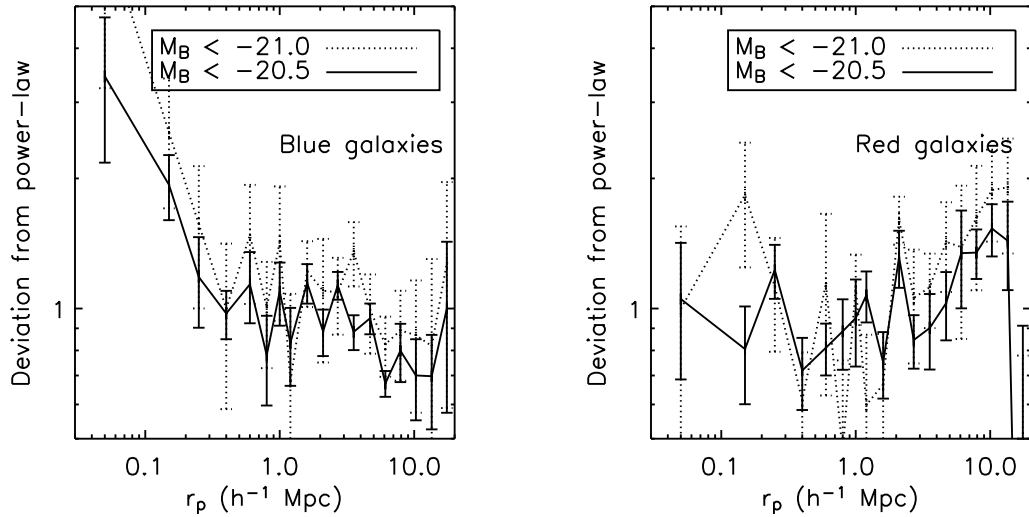 M_B < −21.0
M_B < −20.5
Blue galaxies
Deviation from power−law
1
0.1 1.0 10.0
r_p (h⁻¹ Mpc)
M_B < −21.0
M_B < −20.5
Red galaxies
Deviation from power−law
1
0.1 1.0 10.0
r_p (h⁻¹ Mpc)